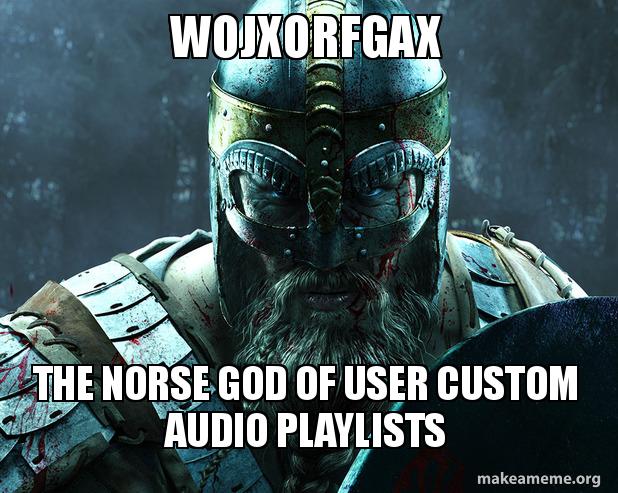 WOJXORFGAX
THE NORSE GOD OF USER CUSTOM
AUDIO PLAYLISTS
makeameme.org